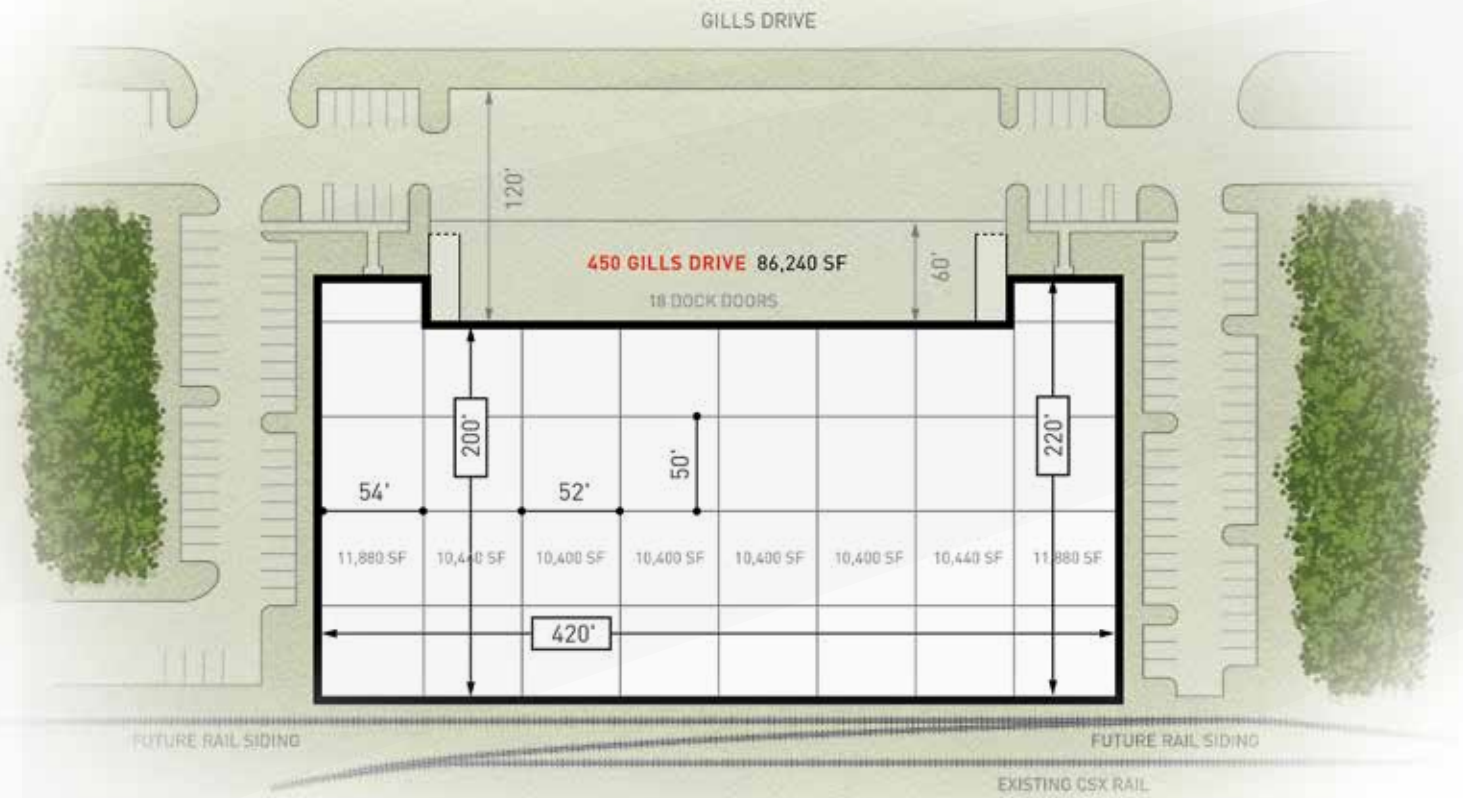 GILLS DRIVE
120'
450 GILLS DRIVE 86,240 SF
60'
18 DOCK DOORS
200'
220'
50'
54'
52'
11,880 SF
10,440 SF
10,400 SF
10,400 SF
10,400 SF
10,400 SF
10,440 SF
11,880 SF
420'
FUTURE RAIL SIDING
FUTURE RAIL SIDING
EXISTING CSX RAIL